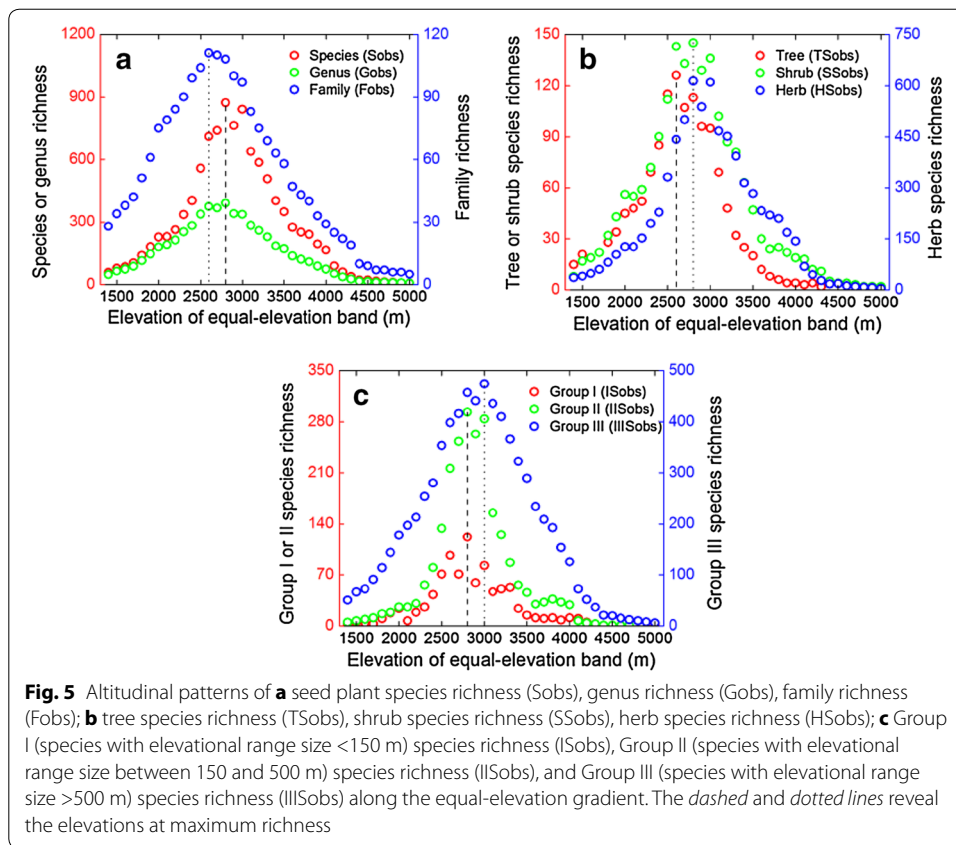 a
Species (Sobs)
Genus (Gobs)
Family (Fobs)
Species or genus richness
1200
900
600
300
0
Family richness
120
90
60
30
0
1500 2000 2500 3000 3500 4000 4500 5000
Elevation of equal-elevation band (m)
b
Tree (TSobs)
Shrub (SSobs)
Herb (HSobs)
Tree or shrub species richness
150
120
90
60
30
0
Herb species richness
750
600
450
300
150
0
1500 2000 2500 3000 3500 4000 4500 5000
Elevation of equal-elevation band (m)
c
Group I (ISobs)
Group II (IISobs)
Group III (IIISobs)
Group I or II species richness
350
280
210
140
70
0
Group III species richness
500
400
300
200
100
0
1500 2000 2500 3000 3500 4000 4500 5000
Elevation of equal-elevation band (m)
Fig. 5 Altitudinal patterns of a seed plant species richness (Sobs), genus richness (Gobs), family richness
(Fobs); b tree species richness (TSobs), shrub species richness (SSobs), herb species richness (HSobs); c Group
I (species with elevational range size <150 m) species richness (ISobs), Group II (species with elevational
range size between 150 and 500 m) species richness (IISobs), and Group III (species with elevational range
size >500 m) species richness (IIISobs) along the equal-elevation gradient. The dashed and dotted lines reveal
the elevations at maximum richness